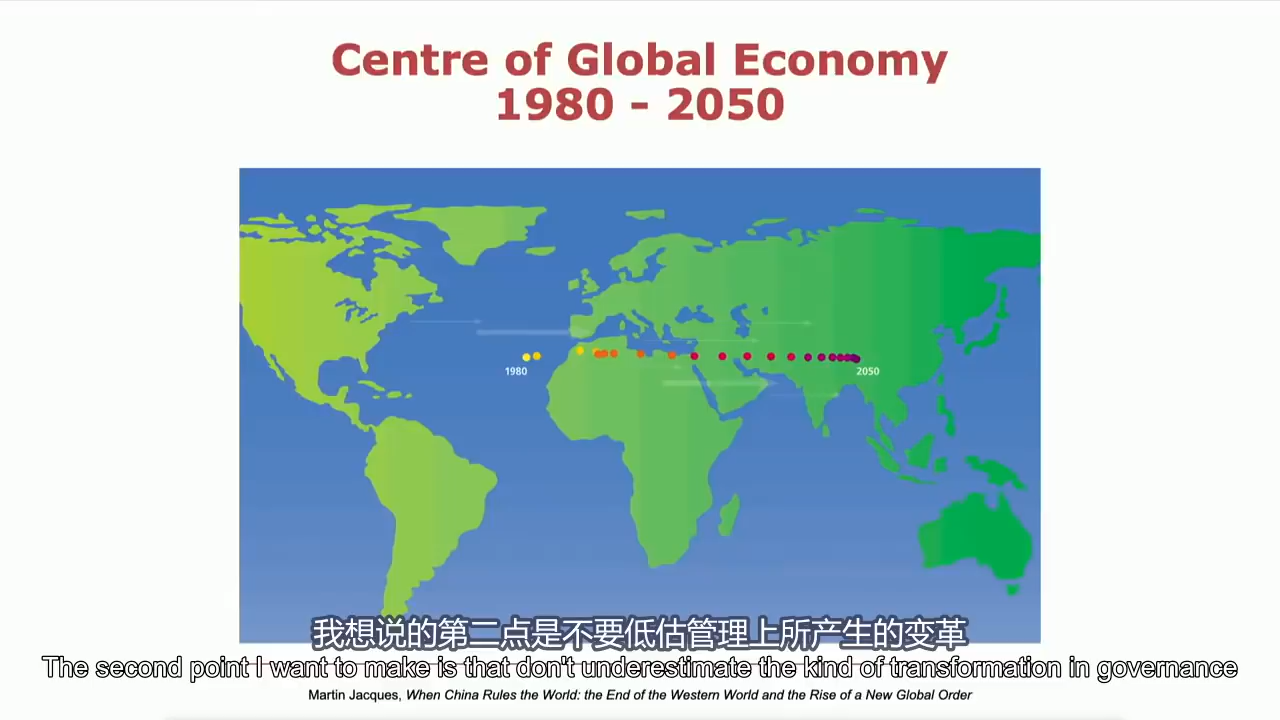 Centre of Global Economy
1980 - 2050
1980
2050
我想说的第二点是不要低估管理上所产生的变革
The second point I want to make is that don't underestimate the kind of transformation in governance
Martin Jacques, When China Rules the World: the End of the Western World and the Rise of a New Global Order